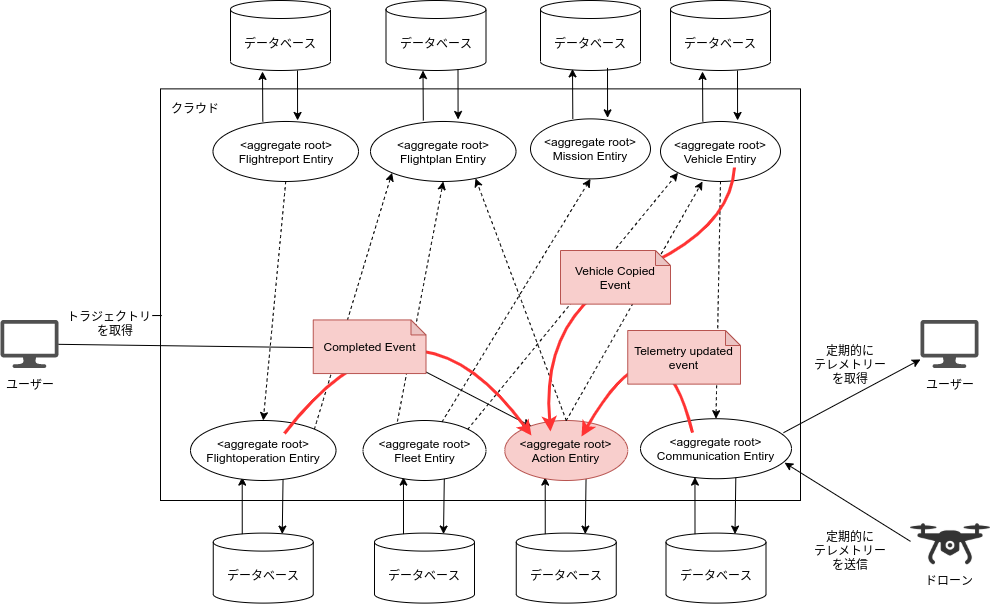 データベース
データベース
データベース
データベース
クラウド
<aggregate root>
Flightreport Entiry
<aggregate root>
Flightplan Entiry
<aggregate root>
Mission Entiry
<aggregate root>
Vehicle Entiry
Vehicle Copied
Event
トラジェクトリー
を取得
ユーザー
Completed Event
Telemetry updated
event
定期的に
テレメトリー
を取得
ユーザー
<aggregate root>
Flightoperation Entiry
<aggregate root>
Fleet Entiry
<aggregate root>
Action Entiry
<aggregate root>
Communication Entiry
定期的に
テレメトリー
を送信
ドローン
データベース
データベース
データベース
データベース